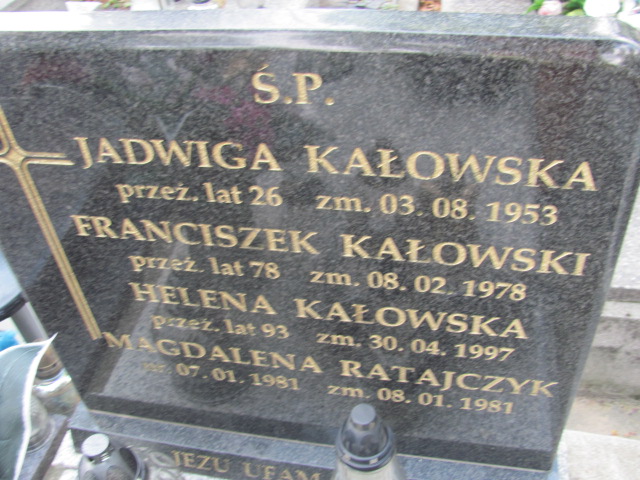 Ś.P.
JADWIGA KAŁOWSKA
przeż. lat 26 zm. 03. 08. 1953
FRANCISZEK KAŁOWSKI
przeż. lat 78 zm. 08. 02. 1978
HELENA KAŁOWSKA
przeż. lat 93 zm. 30. 04. 1997
MAGDALENA RATAJCZYK
ur. 07. 01. 1981 zm. 08. 01. 1981
JEZU UFAM